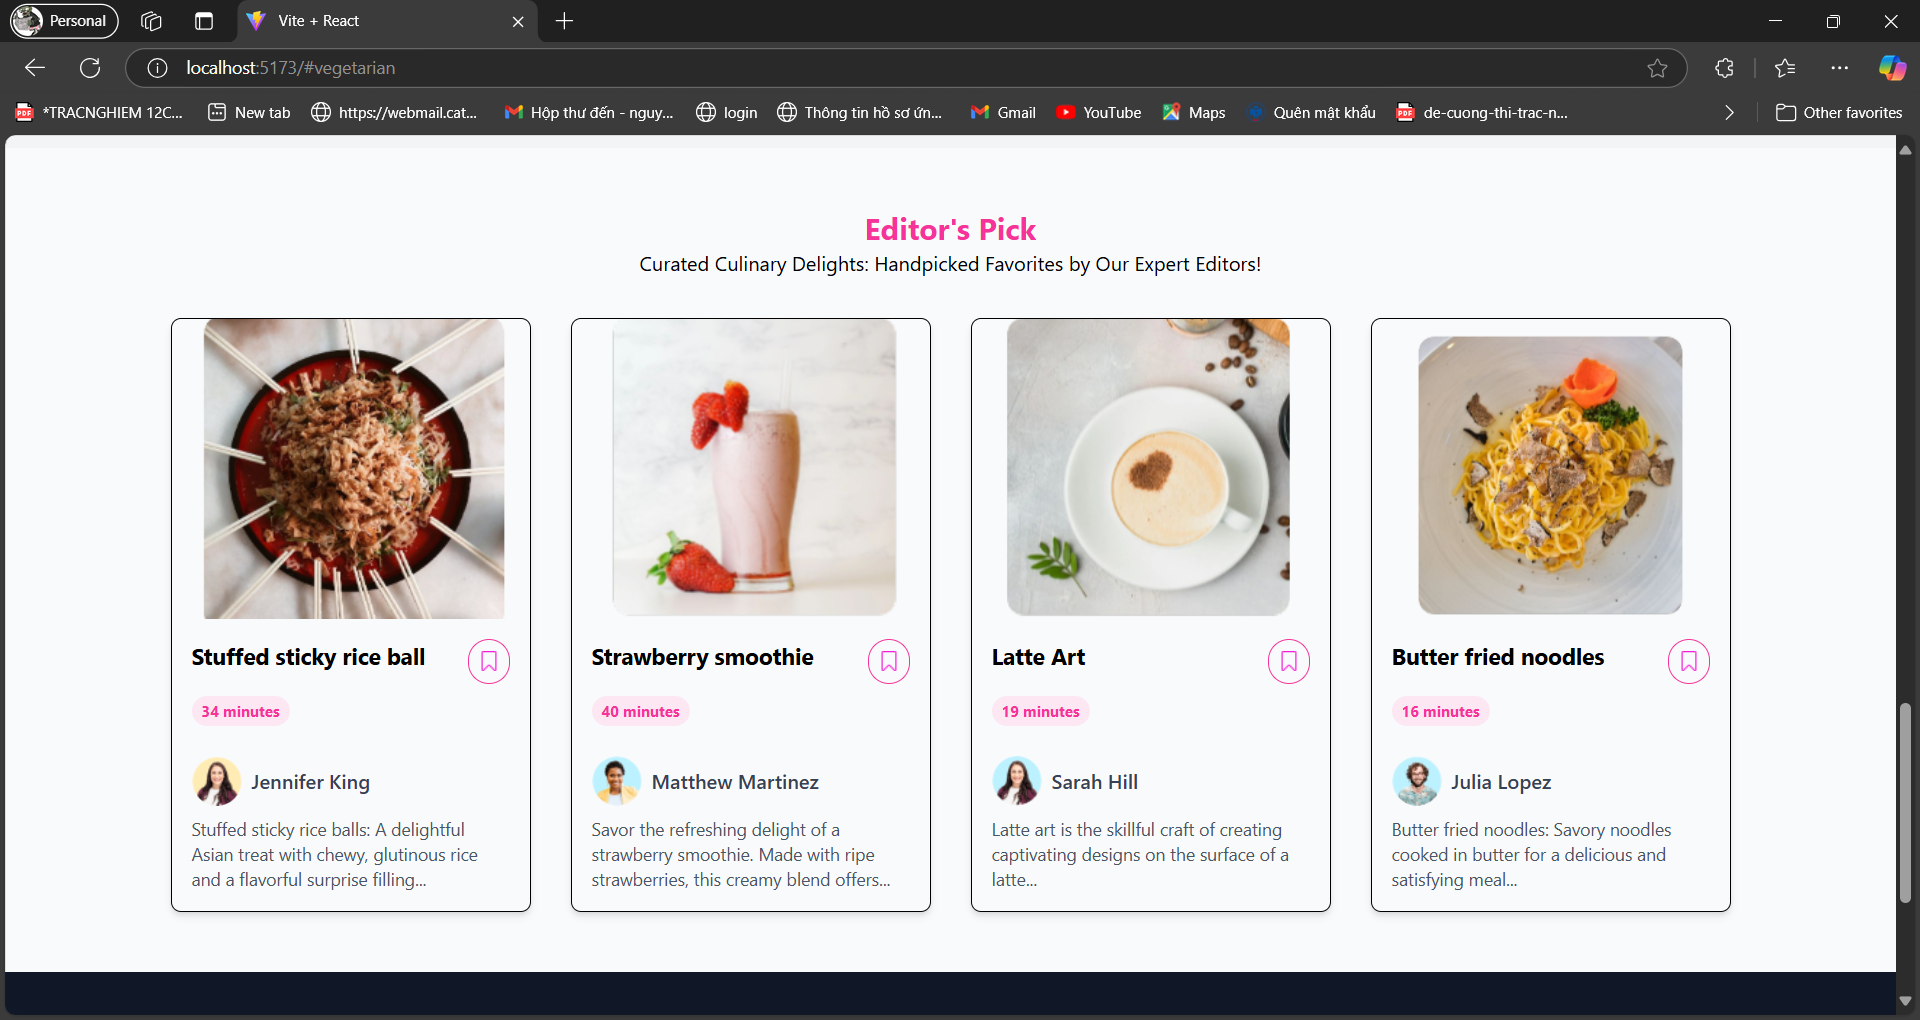 Personal
Vite + React
localhost:5173/#vegetarian
*TRACNGHIEM 12C...
New tab
https://webmail.cat...
Hộp thư đến - nguy...
login
Thông tin hồ sơ ứn...
Gmail
YouTube
Maps
Quên mật khẩu
de-cuong-thi-trac-n...
Other favorites
Editor's Pick
Curated Culinary Delights: Handpicked Favorites by Our Expert Editors!
Stuffed sticky rice ball
34 minutes
Jennifer King
Stuffed sticky rice balls: A delightful
Asian treat with chewy, glutinous rice
and a flavorful surprise filling...
Strawberry smoothie
40 minutes
Matthew Martinez
Savor the refreshing delight of a
strawberry smoothie. Made with ripe
strawberries, this creamy blend offers...
Latte Art
19 minutes
Sarah Hill
Latte art is the skillful craft of creating
captivating designs on the surface of a
latte...
Butter fried noodles
16 minutes
Julia Lopez
Butter fried noodles: Savory noodles
cooked in butter for a delicious and
satisfying meal...